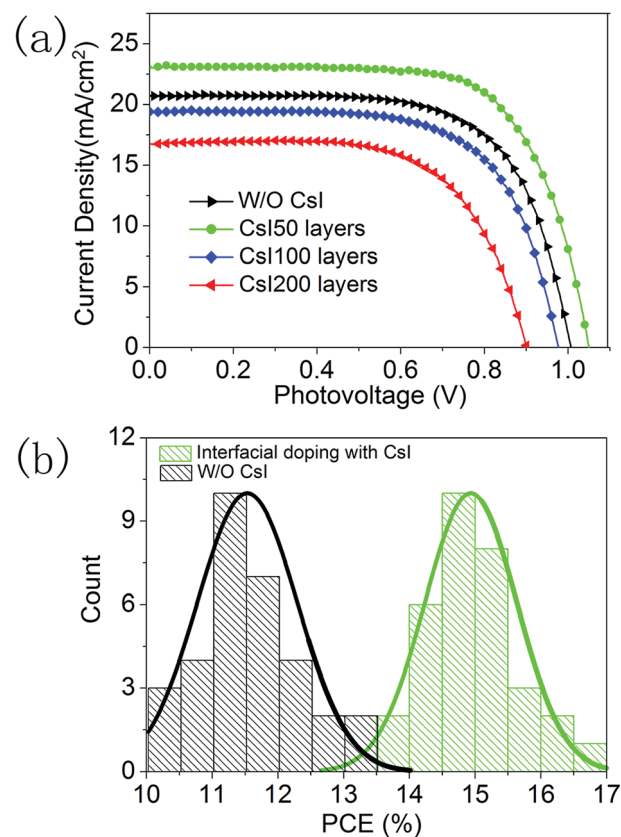 (a)
25
20
15
10
5
0
Current Density(mA/cm²)
W/O CsI
CsI50 layers
CsI100 layers
CsI200 layers
0.0 0.2 0.4 0.6 0.8 1.0
Photovoltage (V)
(b)
12
9
6
3
0
Count
Interfacial doping with CsI
W/O CsI
10 11 12 13 14 15 16 17
PCE (%)